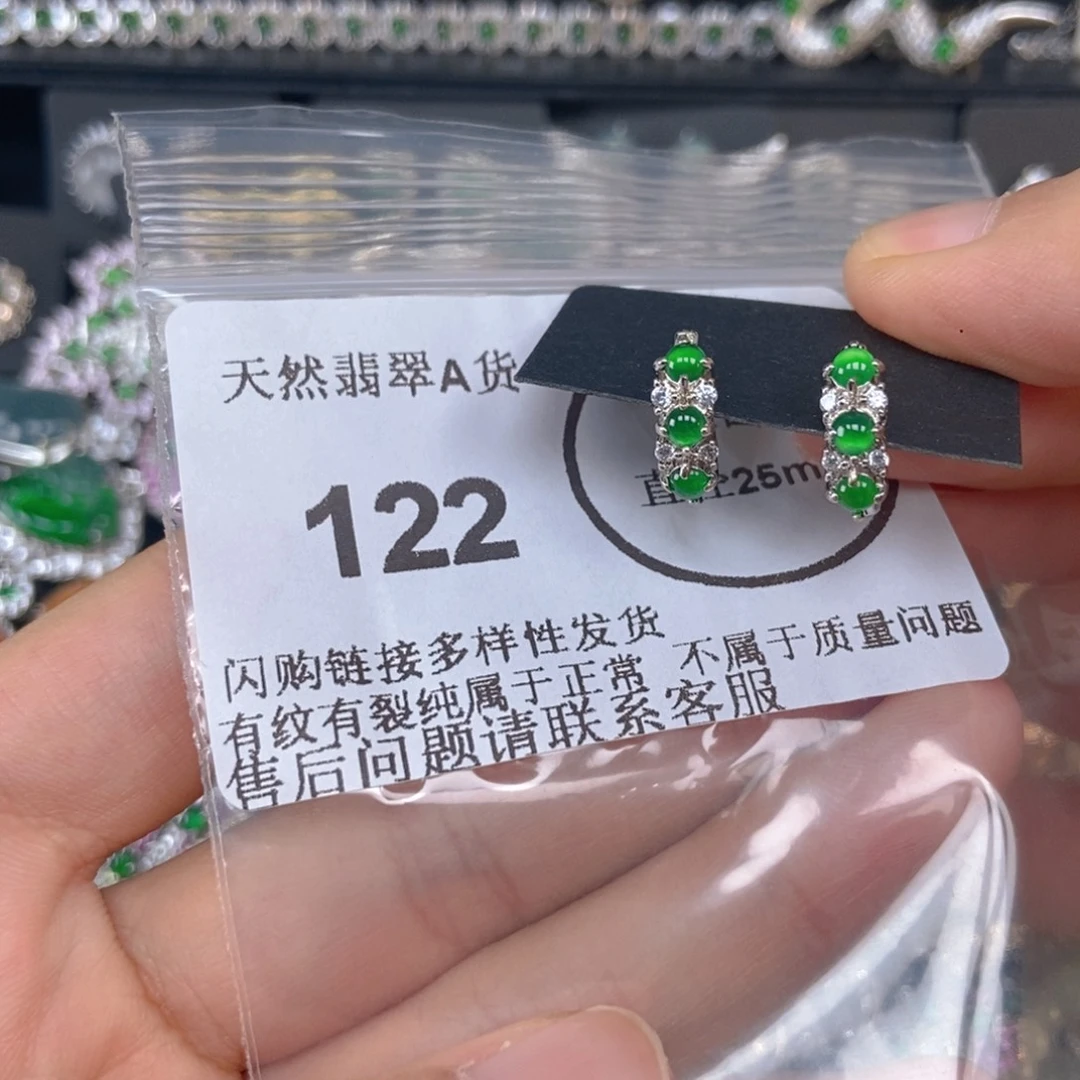 天然翡翠A货
122
直径25m
闪购链接多样性发货
有纹有裂纯属于正常 不属于质量问题
售后问题请联系客服